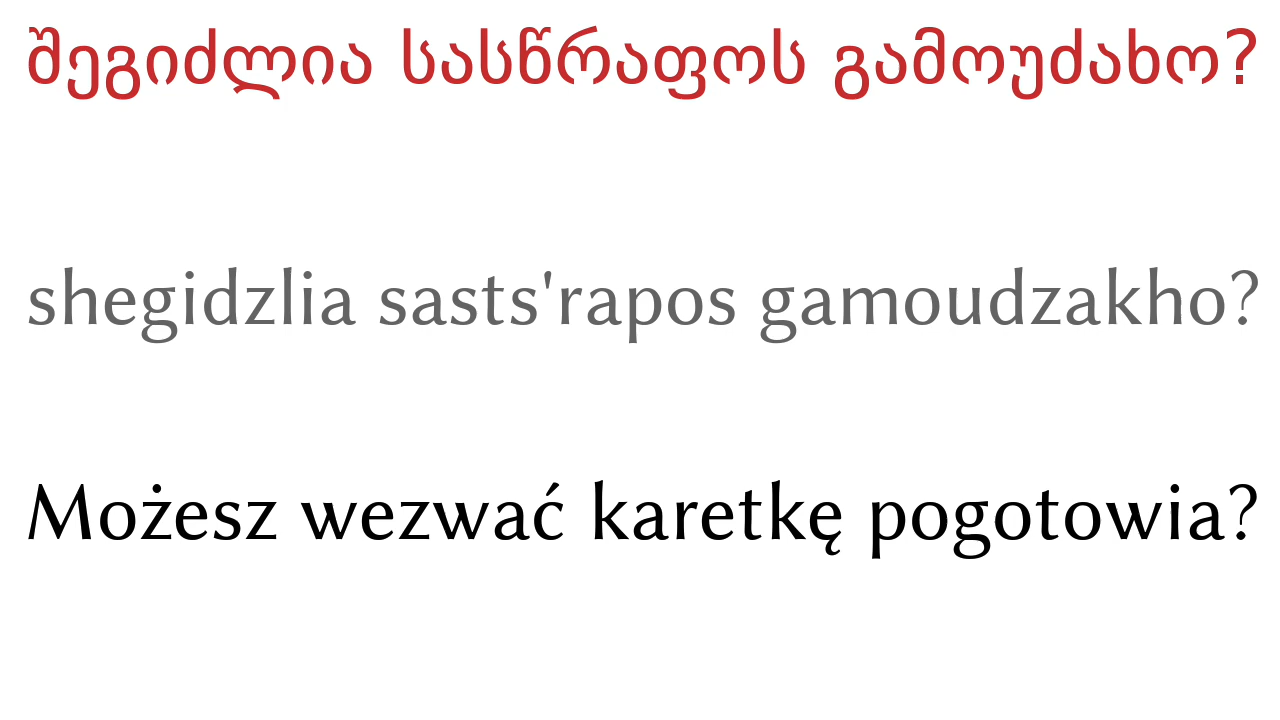 შეგიძლია სასწრაფოს გამოუძახო?
shegidzlia sasts'rapos gamoudzakho?
Możesz wezwać karetkę pogotowia?